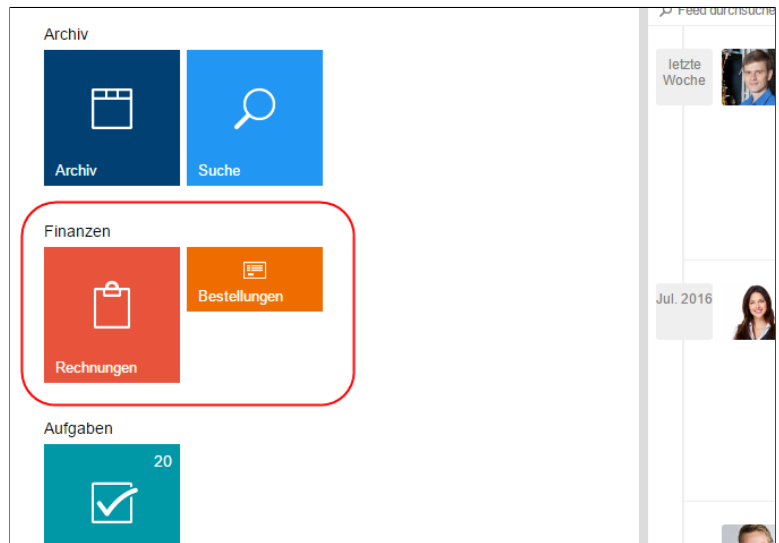 Archiv
Archiv
Suche
Finanzen
Rechnungen
Bestellungen
Aufgaben
20
Feed durchsuche
letzte
Woche
Jul. 2016